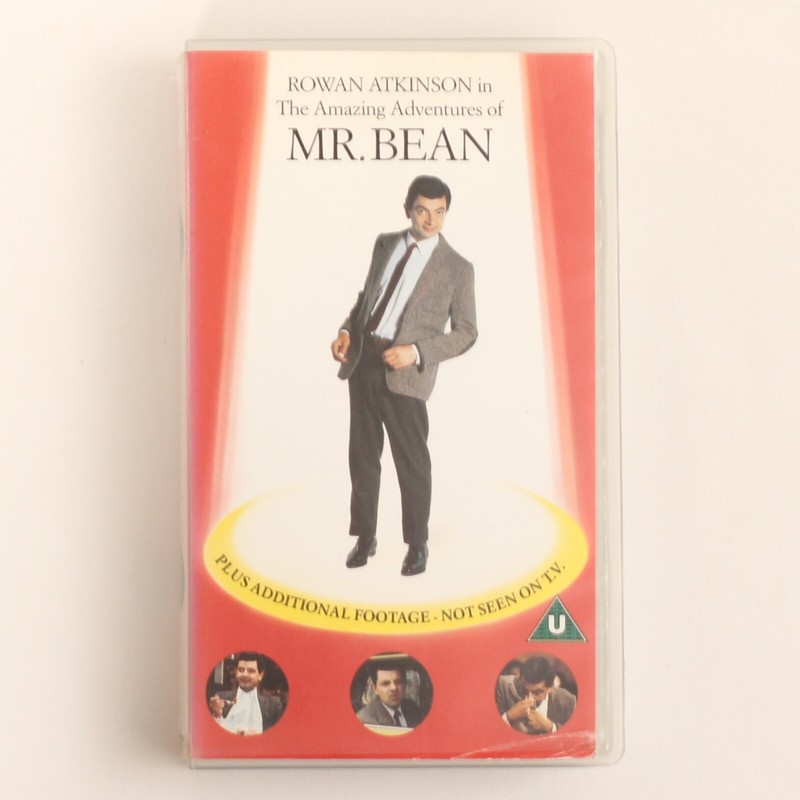 ROWAN ATKINSON in
The Amazing Adventures of
MR. BEAN
PLUS ADDITIONAL FOOTAGE - NOT SEEN ON T.V.
U